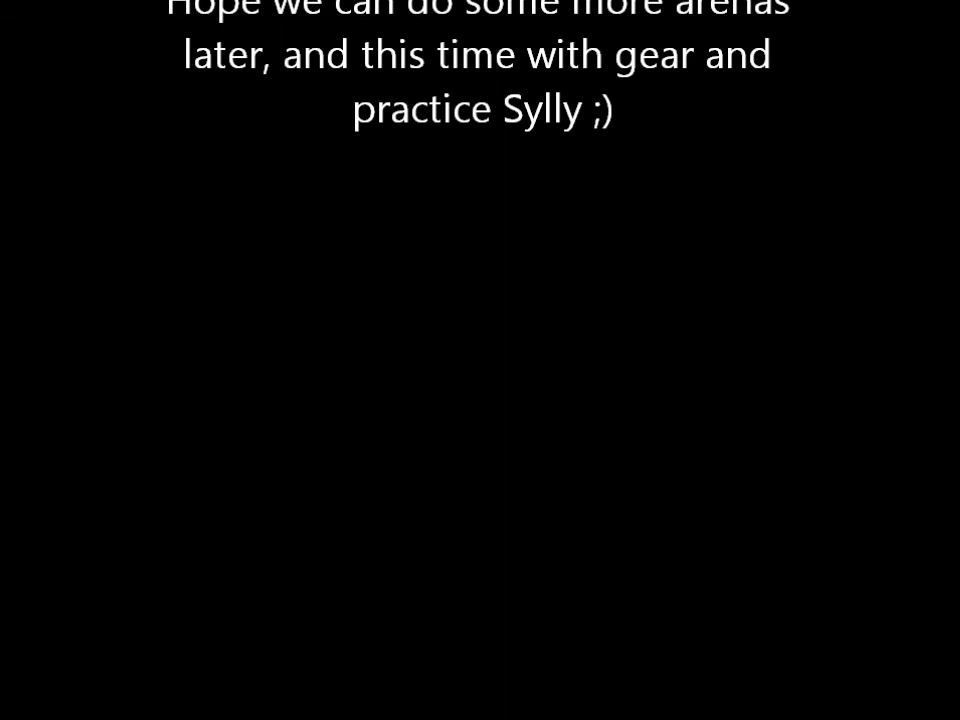 Hope we can do some more arenas
later, and this time with gear and
practice Sylly ;)